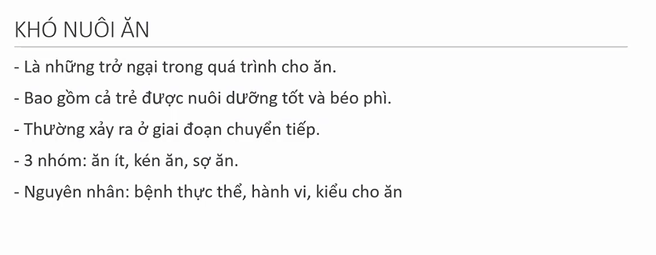 KHÓ NUÔI ĂN
- Là những trở ngại trong quá trình cho ăn.
- Bao gồm cả trẻ được nuôi dưỡng tốt và béo phì.
- Thường xảy ra ở giai đoạn chuyển tiếp.
- 3 nhóm: ăn ít, kén ăn, sợ ăn.
- Nguyên nhân: bệnh thực thể, hành vi, kiểu cho ăn